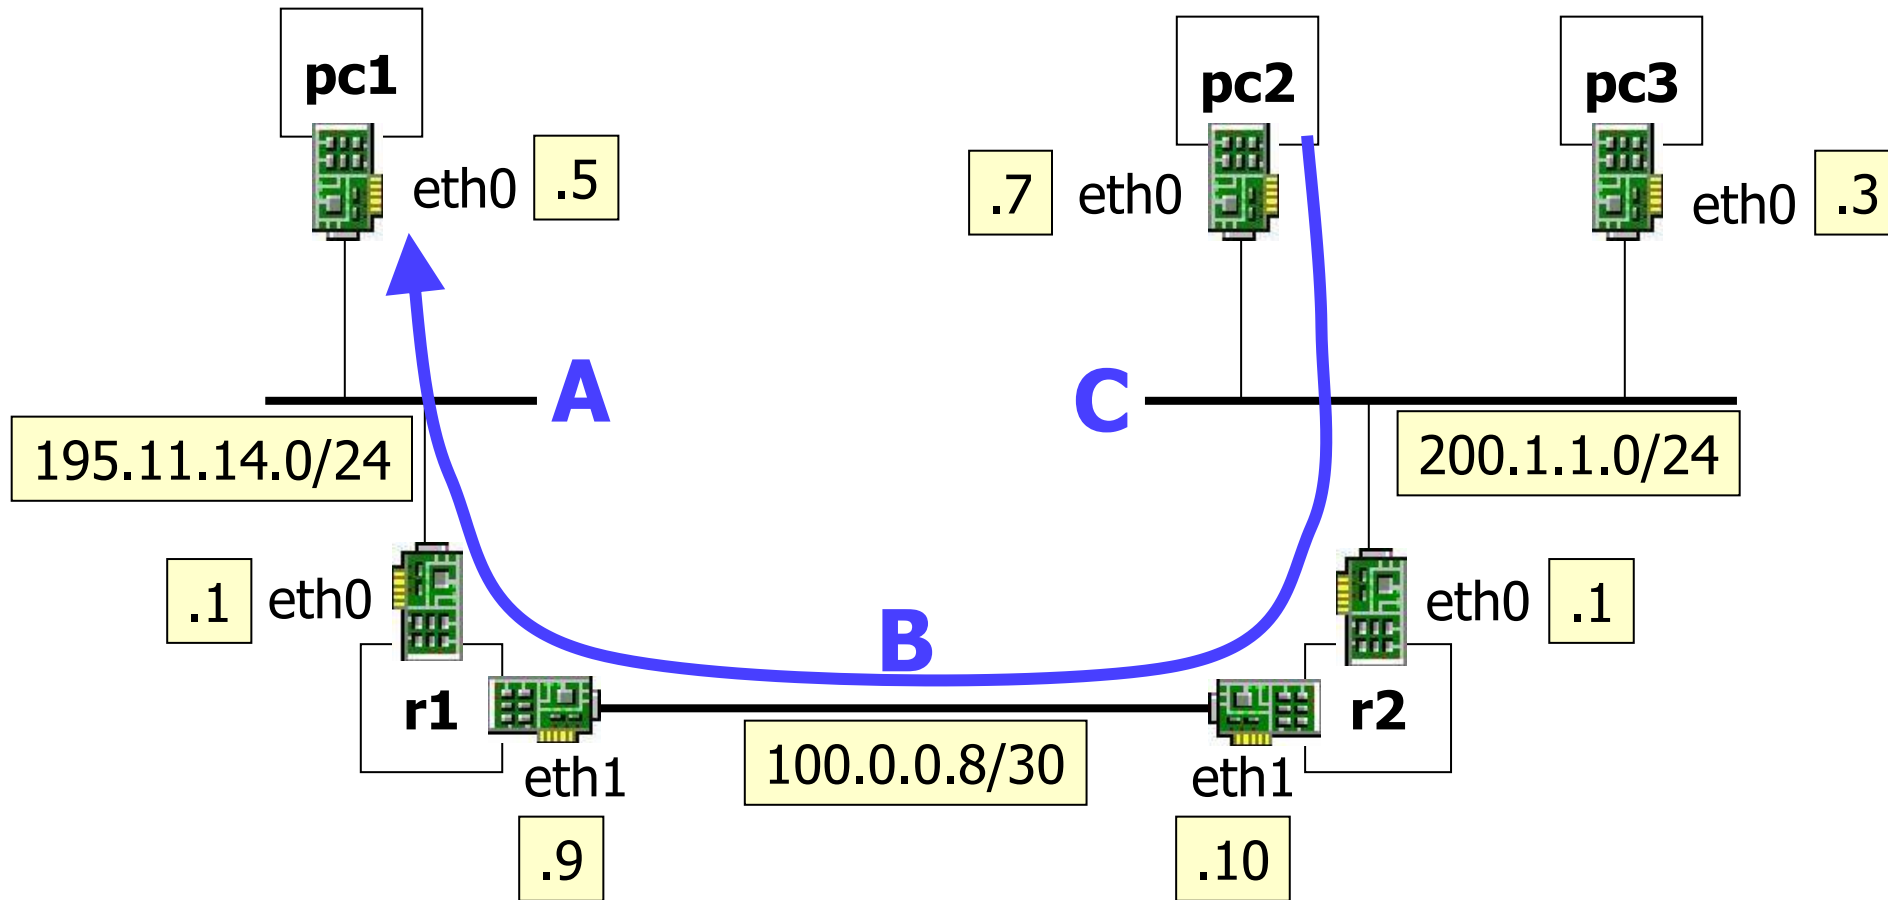 pc1
pc2
pc3
eth0
.5
.7
eth0
eth0
.3
A
C
195.11.14.0/24
200.1.1.0/24
.1
eth0
eth0
.1
B
r1
r2
100.0.0.8/30
eth1
eth1
.9
.10